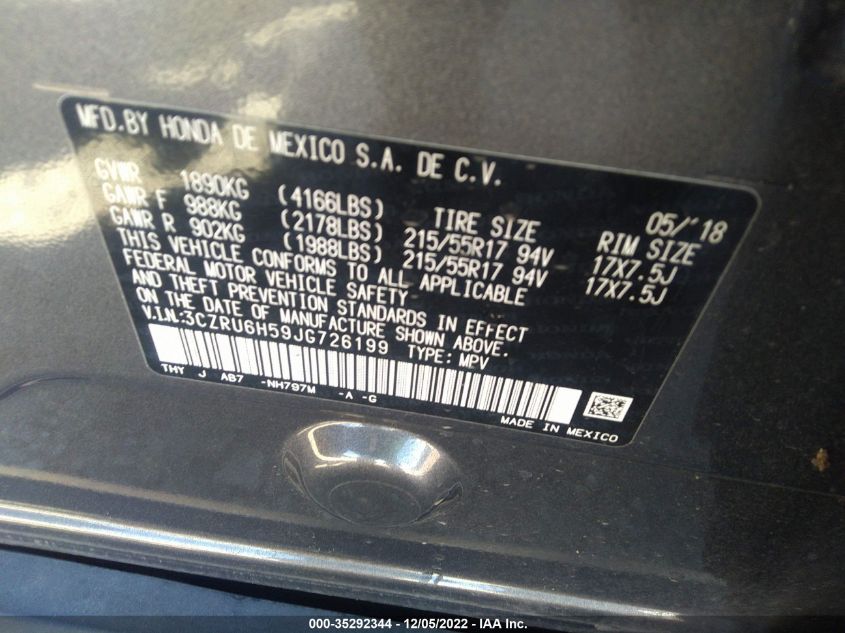 MFD.BY HONDA DE MEXICO S.A. DE C.V.
05/'18
GVWR 1890KG (4166LBS) TIRE SIZE RIM SIZE
GAWR F 988KG (2178LBS) 215/55R17 94V 17X7.5J
GAWR R 902KG (1988LBS) 215/55R17 94V 17X7.5J
THIS VEHICLE CONFORMS TO ALL APPLICABLE
FEDERAL MOTOR VEHICLE SAFETY
AND THEFT PREVENTION STANDARDS IN EFFECT
ON THE DATE OF MANUFACTURE SHOWN ABOVE.
V.I.N:3CZRU6H59JG726199 TYPE: MPV
THY J AB7 -NH797M -A -G
MADE IN MEXICO
000-35292344 - 12/05/2022 - IAA Inc.